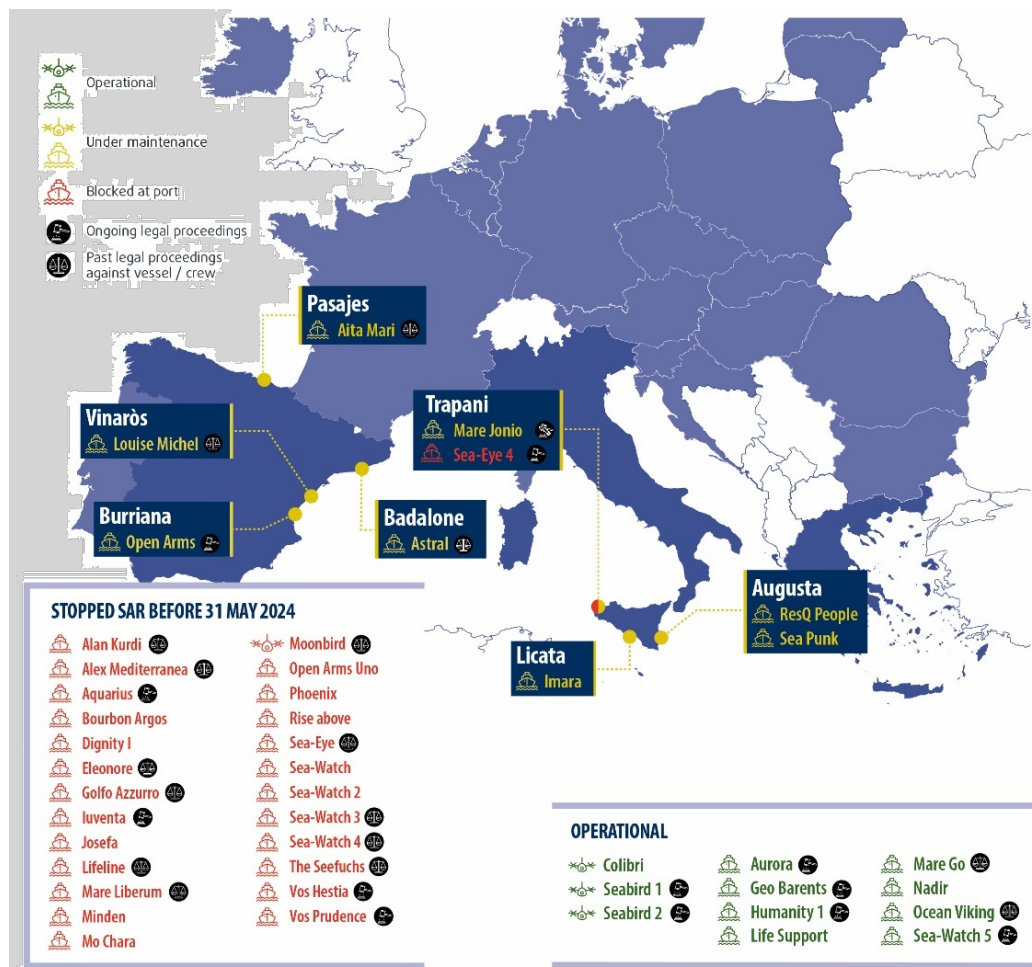 Operational
Under maintenance
Blocked at port
Ongoing legal proceedings
Past legal proceedings
against vessel / crew
Pasajes
Aita Mari
Vinaròs
Louise Michel
Burriana
Open Arms
Badalone
Astral
Trapani
Mare Jonio
Sea-Eye 4
Augusta
ResQ People
Sea Punk
Licata
Imara
STOPPED SAR BEFORE 31 MAY 2024
Alan Kurdi
Alex Mediterranea
Aquarius
Bourbon Argos
Dignity I
Eleonore
Golfo Azzurro
Iuventa
Josefa
Lifeline
Mare Liberum
Minden
Mo Chara
Moonbird
Open Arms Uno
Phoenix
Rise above
Sea-Eye
Sea-Watch
Sea-Watch 2
Sea-Watch 3
Sea-Watch 4
The Seefuchs
Vos Hestia
Vos Prudence
OPERATIONAL
Colibri
Seabird 1
Seabird 2
Aurora
Geo Barents
Humanity 1
Life Support
Mare Go
Nadir
Ocean Viking
Sea-Watch 5